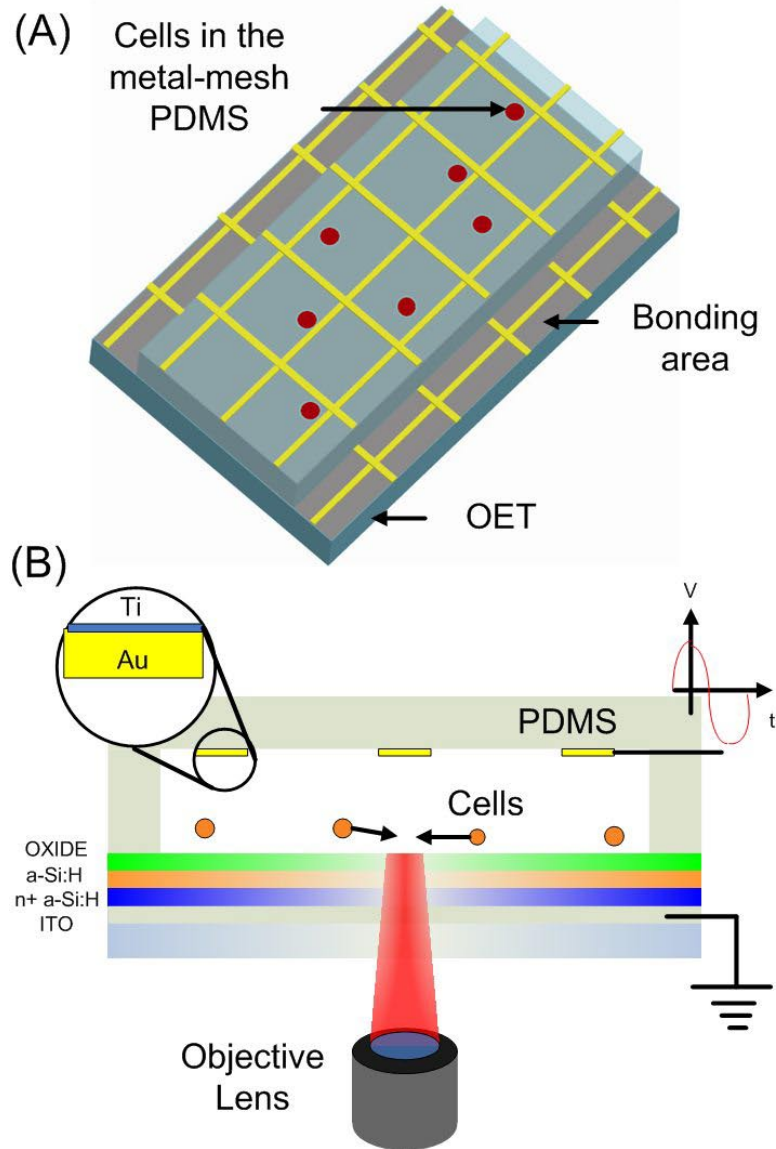 (A)
Cells in the
metal-mesh
PDMS
Bonding
area
OET
(B)
Ti
Au
V
t
PDMS
Cells
OXIDE
a-Si:H
n+ a-Si:H
ITO
Objective
Lens